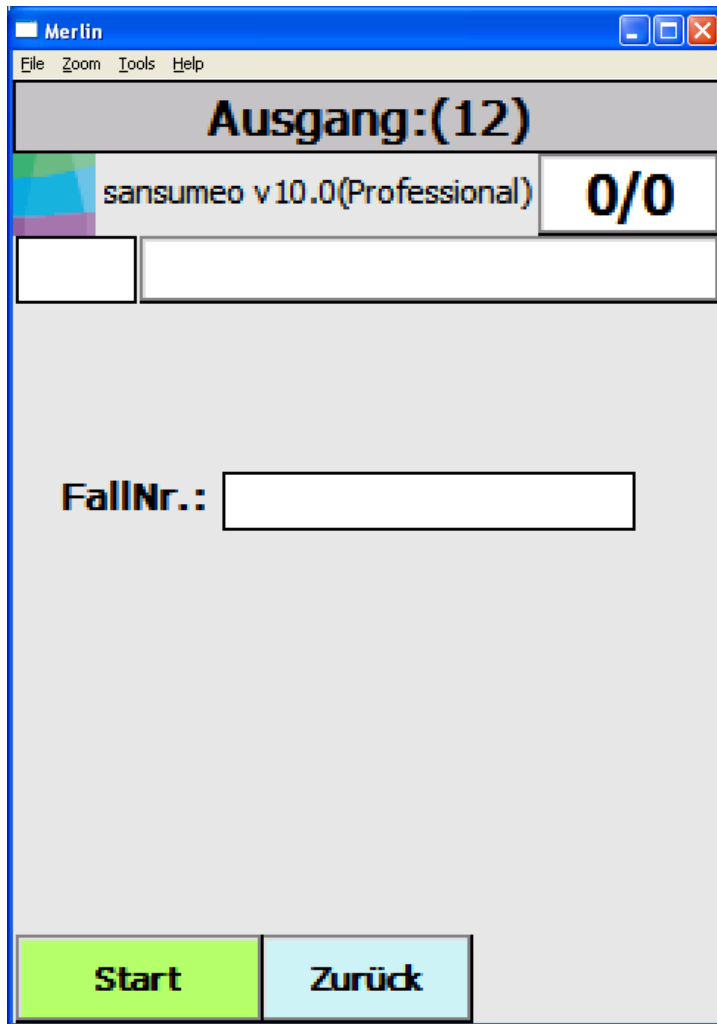 Merlin
File Zoom Tools Help
Ausgang:(12)
sansumeo v10.0(Professional) 0/0
FallNr.:
Start Zurück